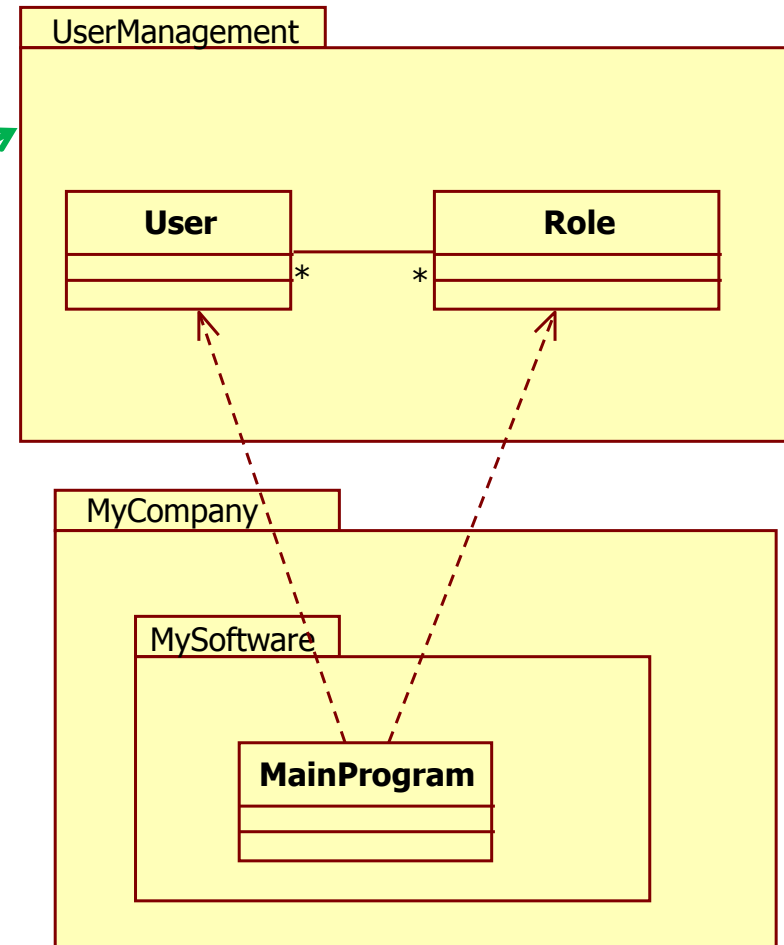 UserManagement
User
Role
*
*
MyCompany
MySoftware
MainProgram